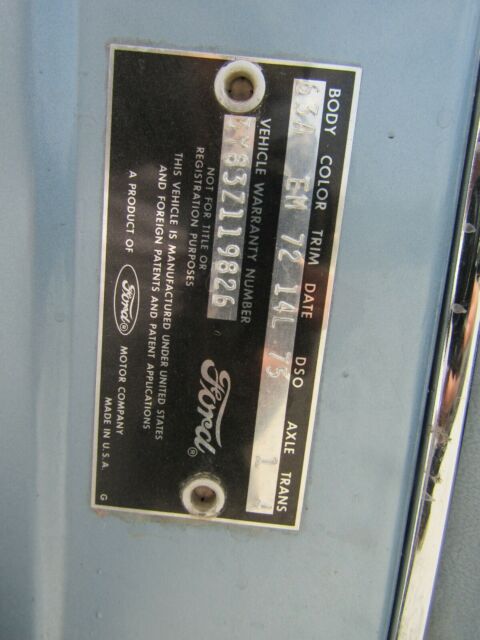 BODY COLOR TRIM DATE DSO AXLE TRANS
63A EM 72 14L 75 1 4
VEHICLE WARRANTY NUMBER
4Y83Z119826
NOT FOR TITLE OR
REGISTRATION PURPOSES
Ford®
THIS VEHICLE IS MANUFACTURED UNDER UNITED STATES
AND FOREIGN PATENTS AND PATENT APPLICATIONS
A PRODUCT OF Ford® MOTOR COMPANY
MADE IN U.S.A.
G